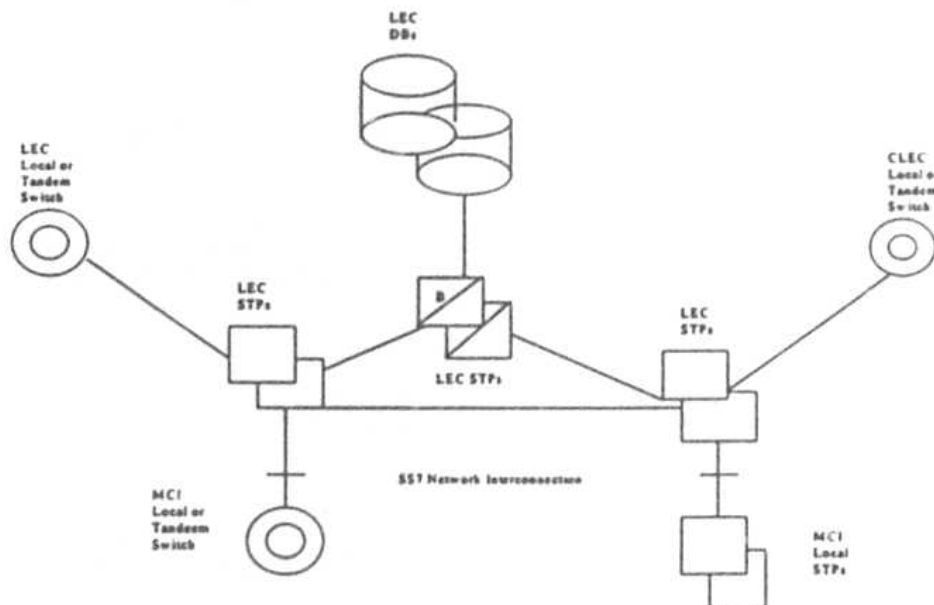 LEC
DBs
LEC
Local or
Tandem
Switch
CLEC
Local or
Tandem
Switch
LEC
STPs
B
LEC
STPs
LEC STPs
SS7 Network Interconnection
MCI
Local or
Tandeem
Switch
MCI
Local
STPs